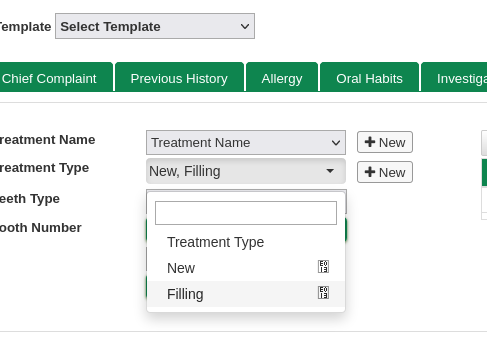 Template Select Template
Chief Complaint Previous History Allergy Oral Habits Investiga
reatment Name Treatment Name New
reatment Type New, Filling New
eeth Type
ooth Number
Treatment Type
New
Filling